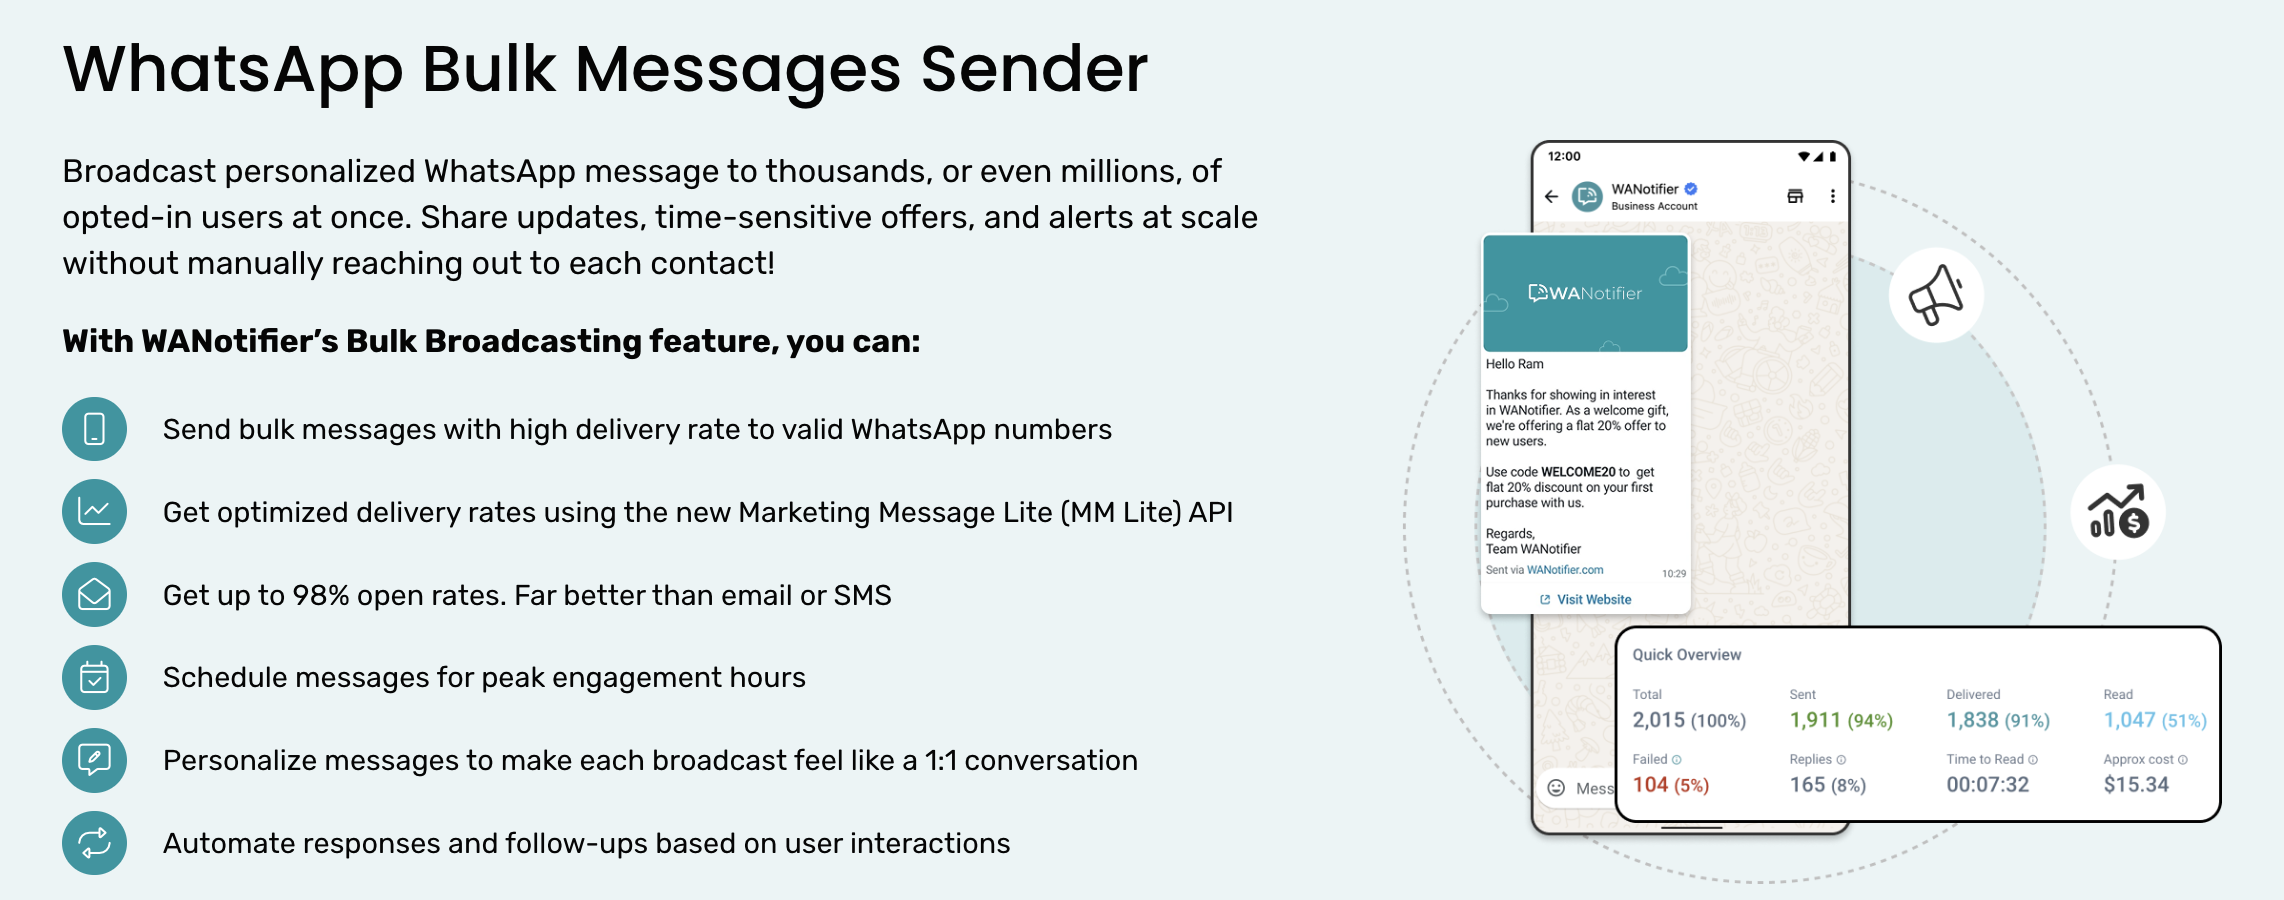 WhatsApp Bulk Messages Sender
Broadcast personalized WhatsApp message to thousands, or even millions, of
opted-in users at once. Share updates, time-sensitive offers, and alerts at scale
without manually reaching out to each contact!
With WANotifier’s Bulk Broadcasting feature, you can:
Send bulk messages with high delivery rate to valid WhatsApp numbers
Get optimized delivery rates using the new Marketing Message Lite (MM Lite) API
Get up to 98% open rates. Far better than email or SMS
Schedule messages for peak engagement hours
Personalize messages to make each broadcast feel like a 1:1 conversation
Automate responses and follow-ups based on user interactions
12:00
WANotifier
Business Account
WANotifier
Hello Ram
Thanks for showing in interest
in WANotifier. As a welcome gift,
we're offering a flat 20% offer to
new users.
Use code WELCOME20 to get
flat 20% discount on your first
purchase with us.
Regards,
Team WANotifier
Sent via WANotifier.com
10:29
Visit Website
Mess
Quick Overview
Total Sent Delivered Read
2,015 (100%) 1,911 (94%) 1,838 (91%) 1,047 (51%)
Failed Replies Time to Read Approx cost
104 (5%) 165 (8%) 00:07:32 $15.34